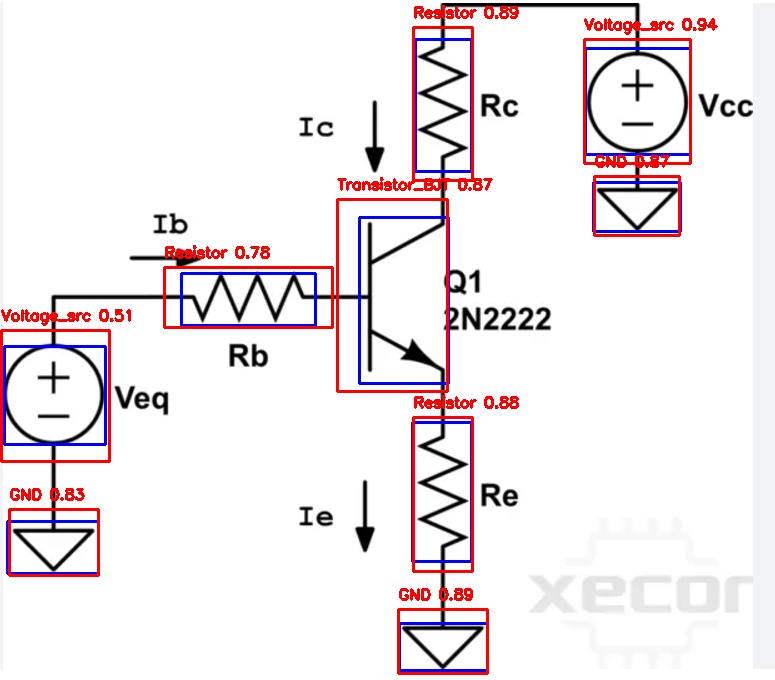 Resistor 0.89
Voltage_src 0.94
Rc
Vcc
Ic
GND 0.87
Transistor_BJT 0.87
Ib
Resistor 0.78
Q1
2N2222
Voltage_src 0.51
Rb
Veq
Resistor 0.88
GND 0.83
Re
Ie
xecor
GND 0.89